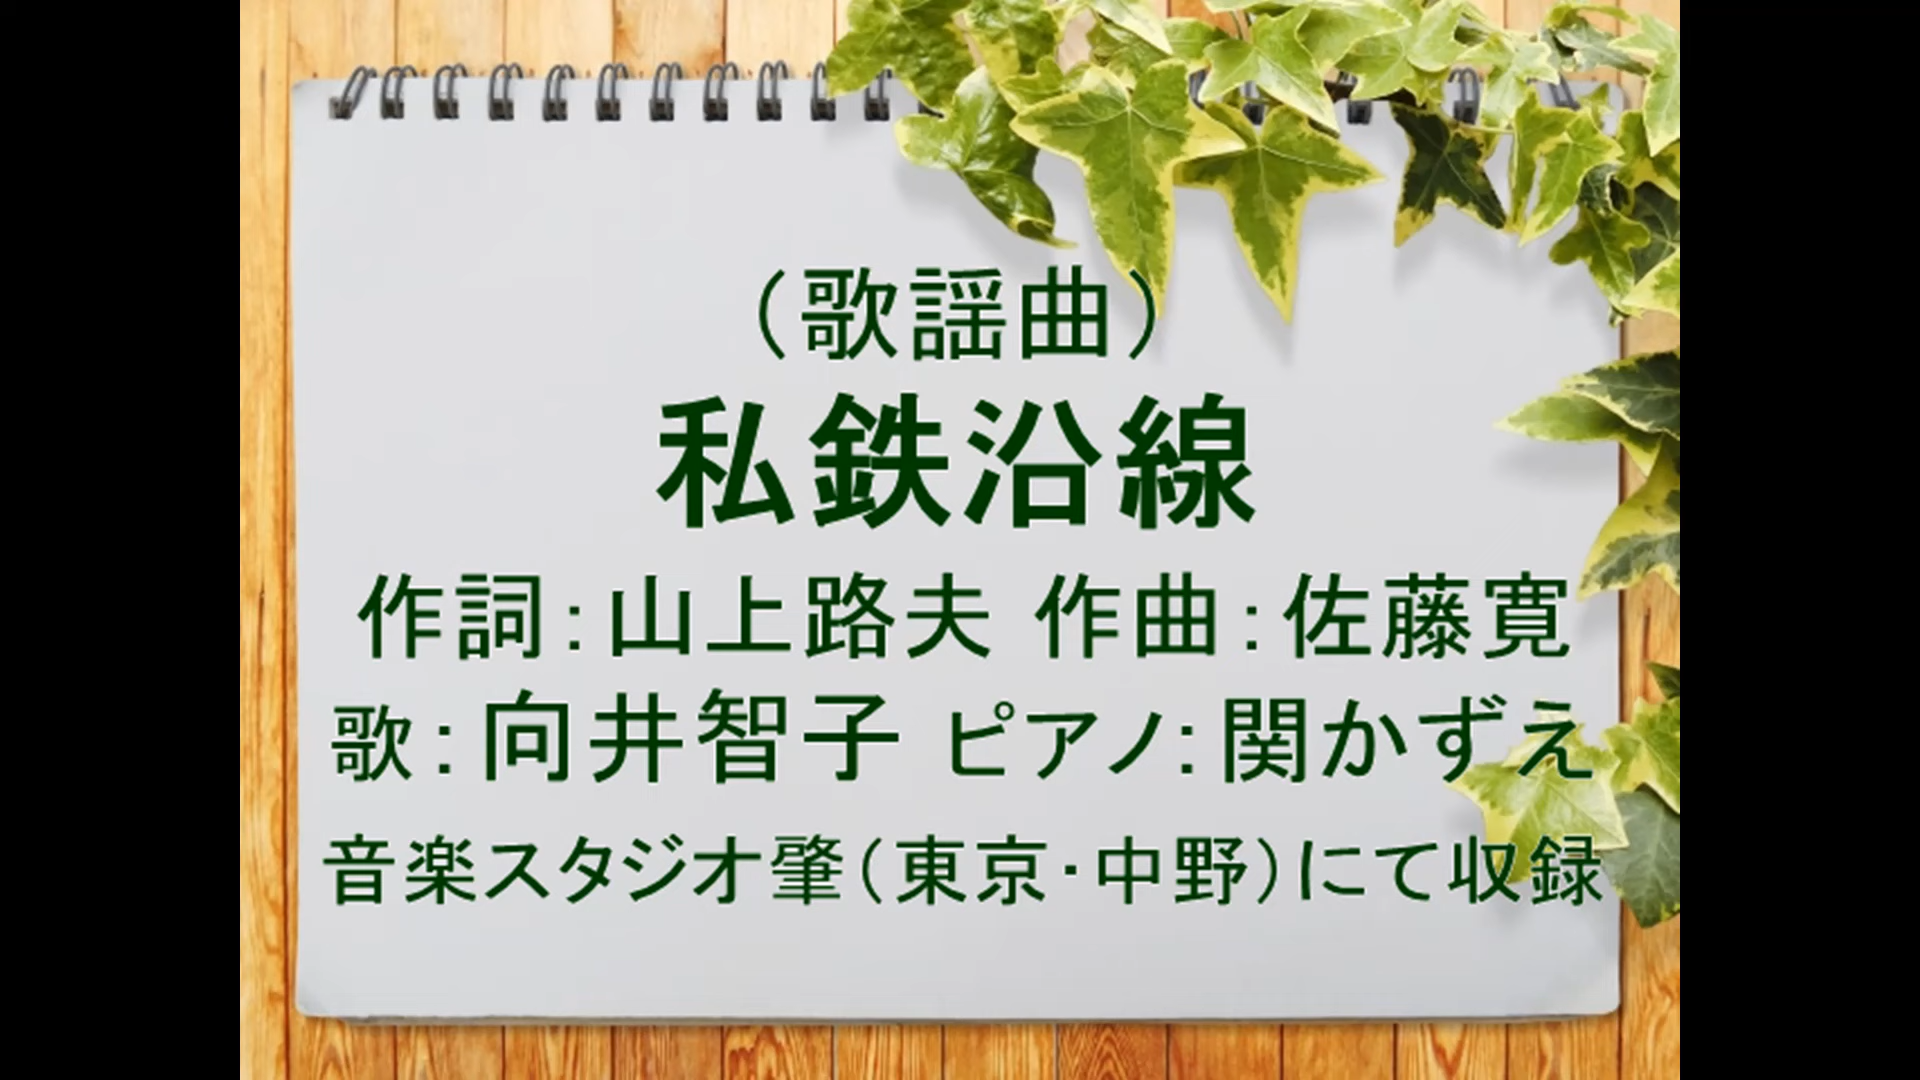 （歌謡曲）
私鉄沿線
作詞：山上路夫 作曲：佐藤寛
歌：向井智子 ピアノ：関かずえ
音楽スタジオ肇（東京・中野）にて収録